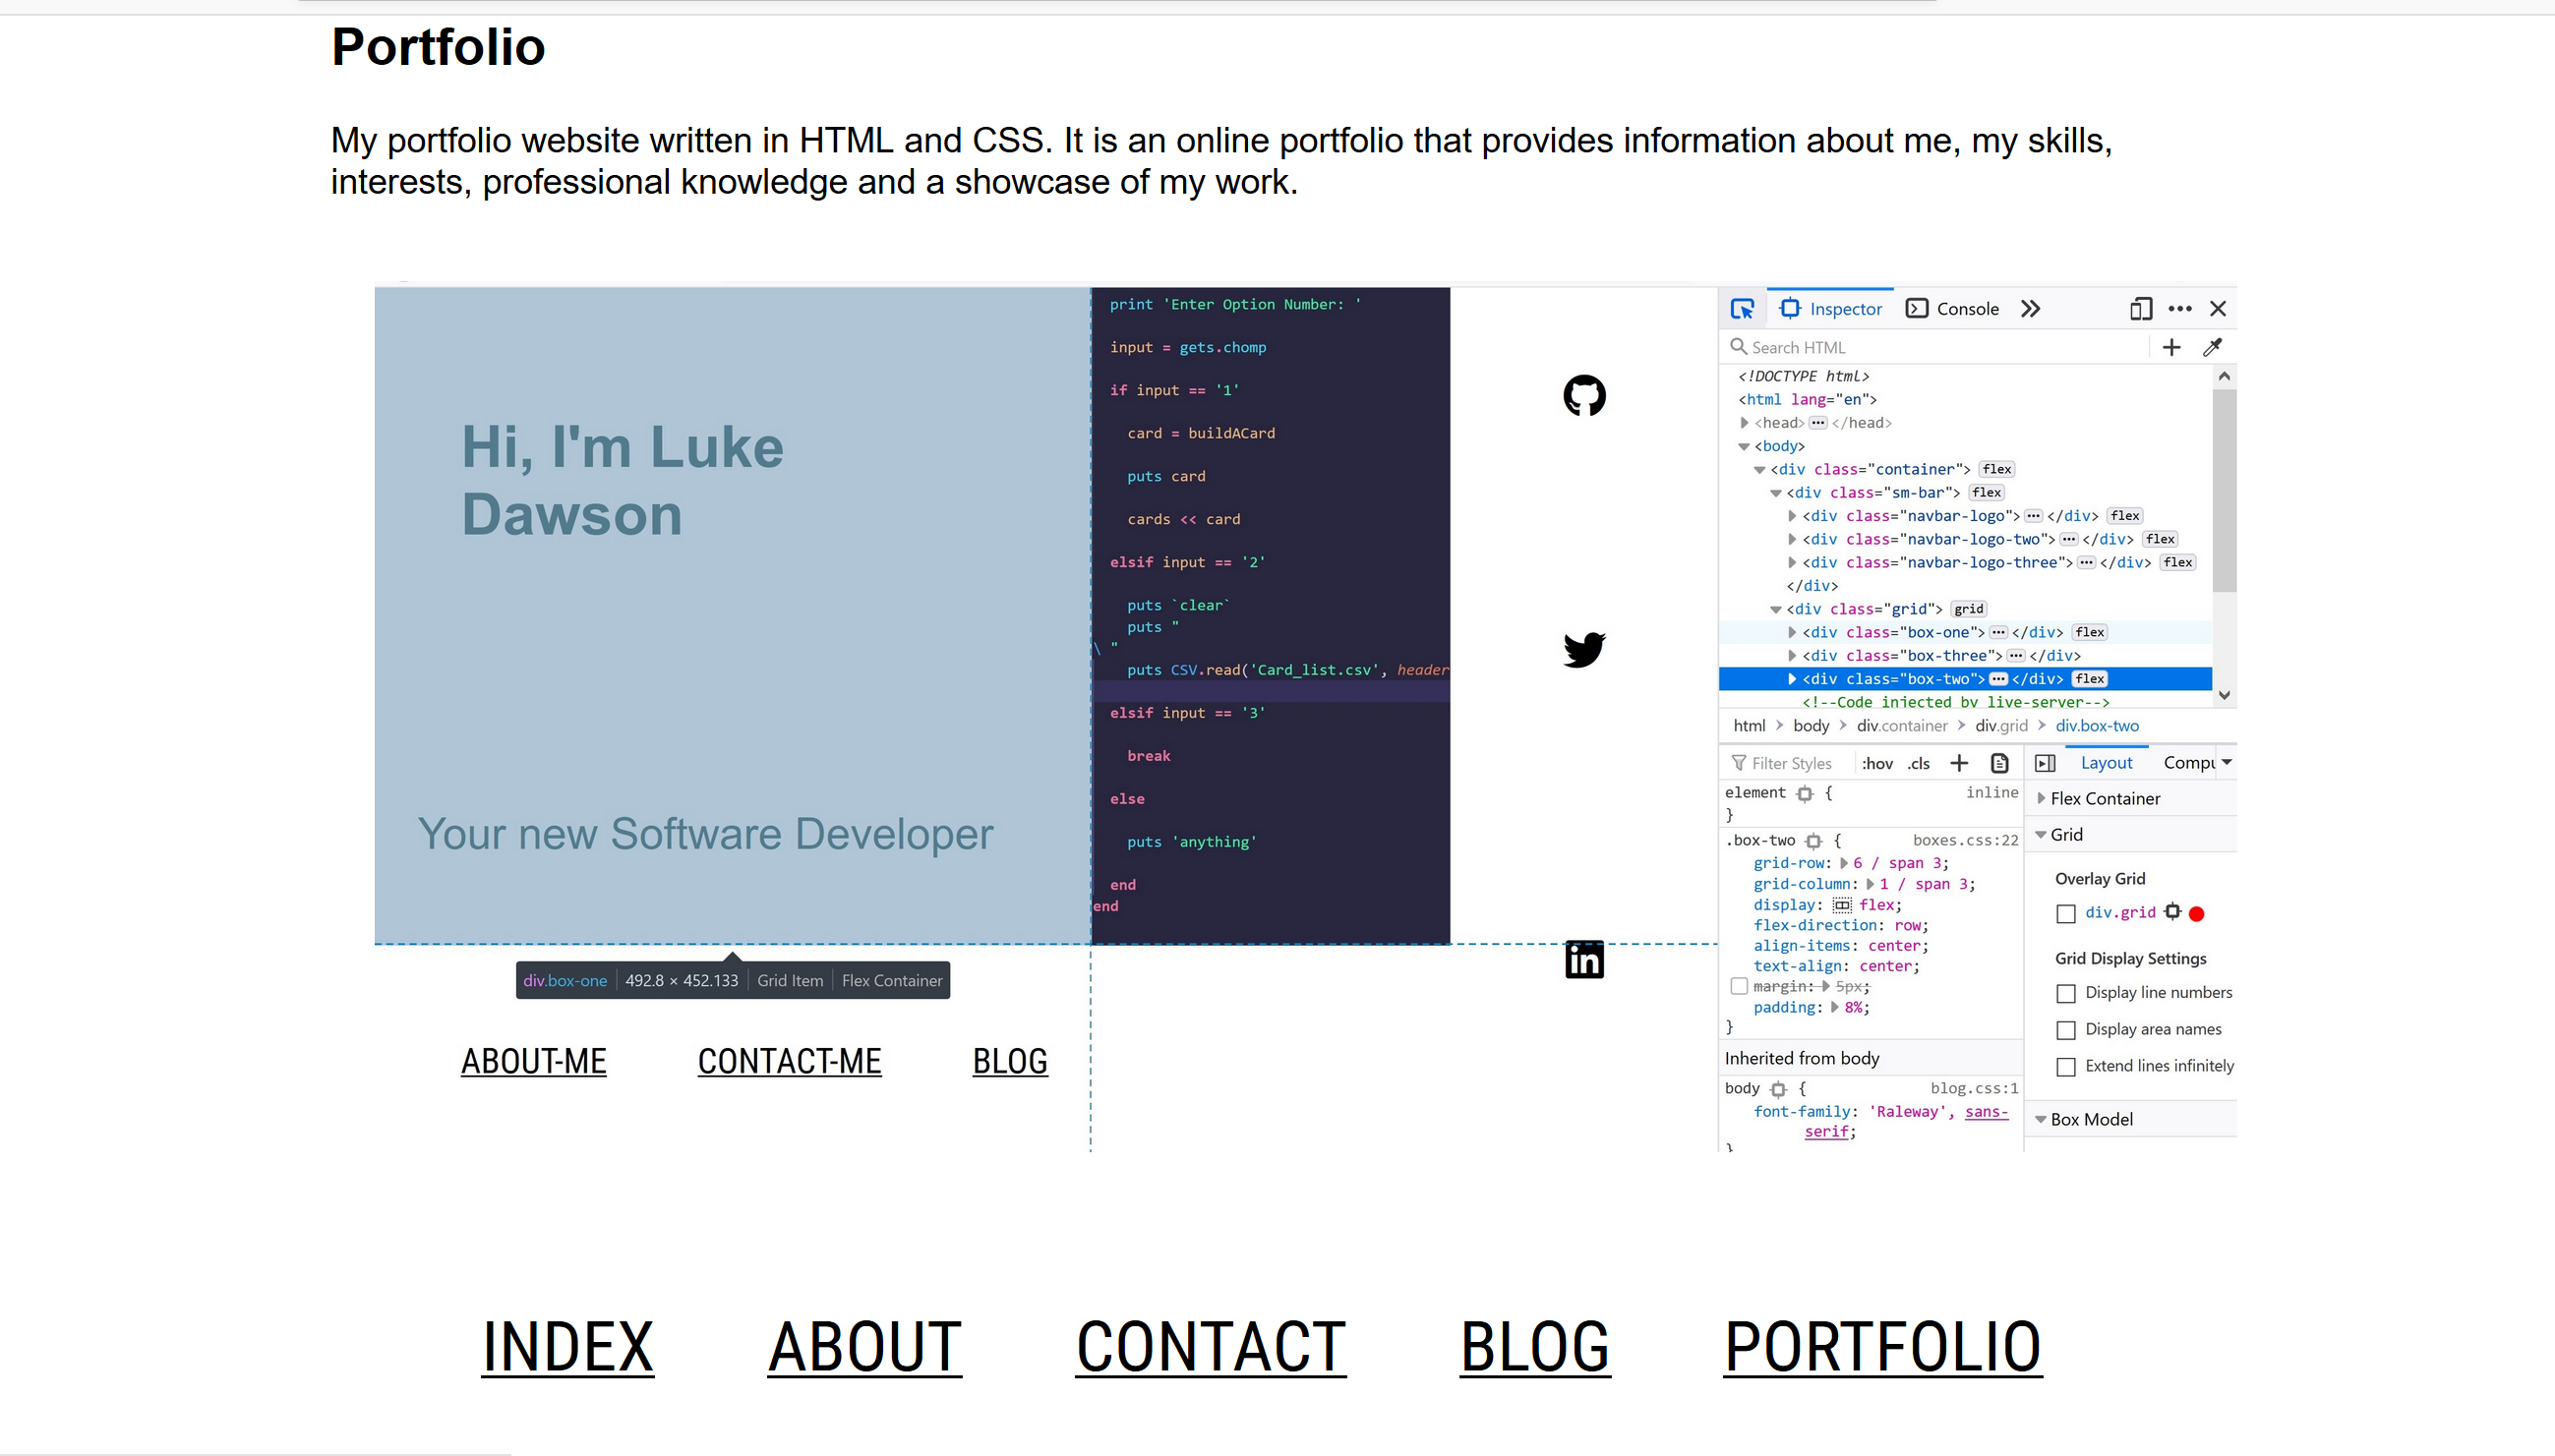 Portfolio
My portfolio website written in HTML and CSS. It is an online portfolio that provides information about me, my skills,
interests, professional knowledge and a showcase of my work.
Hi, I'm Luke
Dawson
Your new Software Developer
print 'Enter Option Number: '
input = gets.chomp
if input == '1'
card = buildACard
puts card
cards << card
elsif input == '2'
puts `clear`
puts "
\ "
puts CSV.read('Card_list.csv', header
elsif input == '3'
break
else
puts 'anything'
end
end
in
div.box-one 492.8 × 452.133 Grid Item Flex Container
ABOUT-ME CONTACT-ME BLOG
Inspector Console
Search HTML
<!DOCTYPE html>
<html lang="en">
<head> ••• </head>
<body>
<div class="container"> flex
<div class="sm-bar"> flex
<div class="navbar-logo"> ••• </div> flex
<div class="navbar-logo-two"> ••• </div> flex
<div class="navbar-logo-three"> ••• </div> flex
</div>
<div class="grid"> grid
<div class="box-one"> ••• </div> flex
<div class="box-three"> ••• </div>
<div class="box-two"> ••• </div> flex
<!--Code injected by live-server-->
html > body > div.container > div.grid > div.box-two
Filter Styles :hov .cls
element { inline
}
.box-two { boxes.css:22
grid-row: 6 / span 3;
grid-column: 1 / span 3;
display: flex;
flex-direction: row;
align-items: center;
text-align: center;
margin: 5px;
padding: 8%;
}
Inherited from body
body { blog.css:1
font-family: 'Raleway', sans-
serif;
}
Layout Compu
Flex Container
Grid
Overlay Grid
div.grid
Grid Display Settings
Display line numbers
Display area names
Extend lines infinitely
Box Model
INDEX ABOUT CONTACT BLOG PORTFOLIO